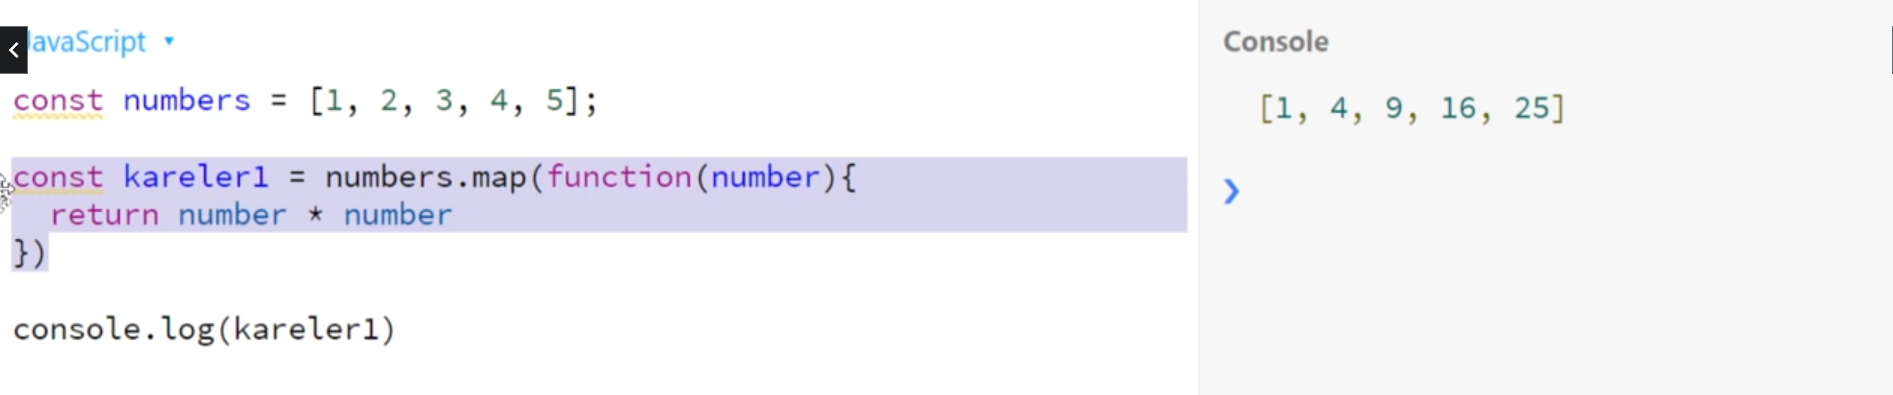 JavaScript
const numbers = [1, 2, 3, 4, 5];
const kareler1 = numbers.map(function(number){
return number * number
})
console.log(kareler1)
Console
[1, 4, 9, 16, 25]